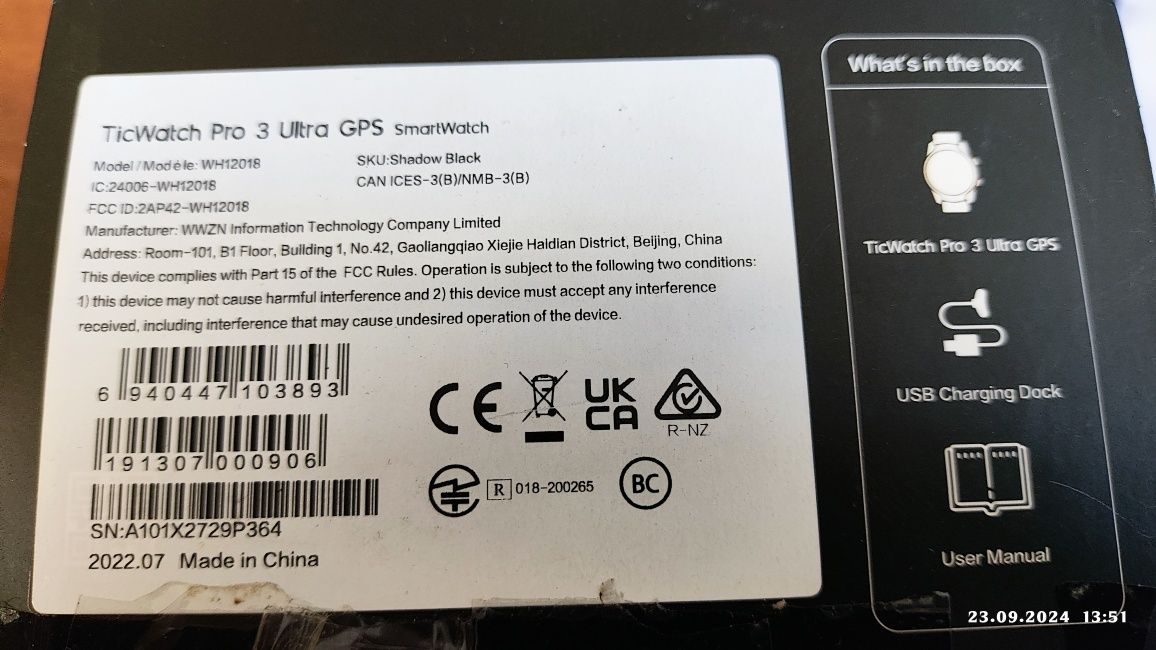 TicWatch Pro 3 Ultra GPS SmartWatch
Model/Modèle: WH12018
SKU:Shadow Black
IC:24006-WH12018
CAN ICES-3(B)/NMB-3(B)
FCC ID:2AP42-WH12018
Manufacturer: WWZN Information Technology Company Limited
Address: Room-101, B1 Floor, Building 1, No.42, Gaoliangqiao Xiejie Haidian District, Beijing, China
This device complies with Part 15 of the FCC Rules. Operation is subject to the following two conditions:
1) this device may not cause harmful interference and 2) this device must accept any interference
received, including interference that may cause undesired operation of the device.
6 940447 103893
191307 000906
SN:A101X2729P364
2022.07 Made in China
CE
UK
CA
R-NZ
R 018-200265
BC
What's in the box
TicWatch Pro 3 Ultra GPS
USB Charging Dock
User Manual
23.09.2024 13:51